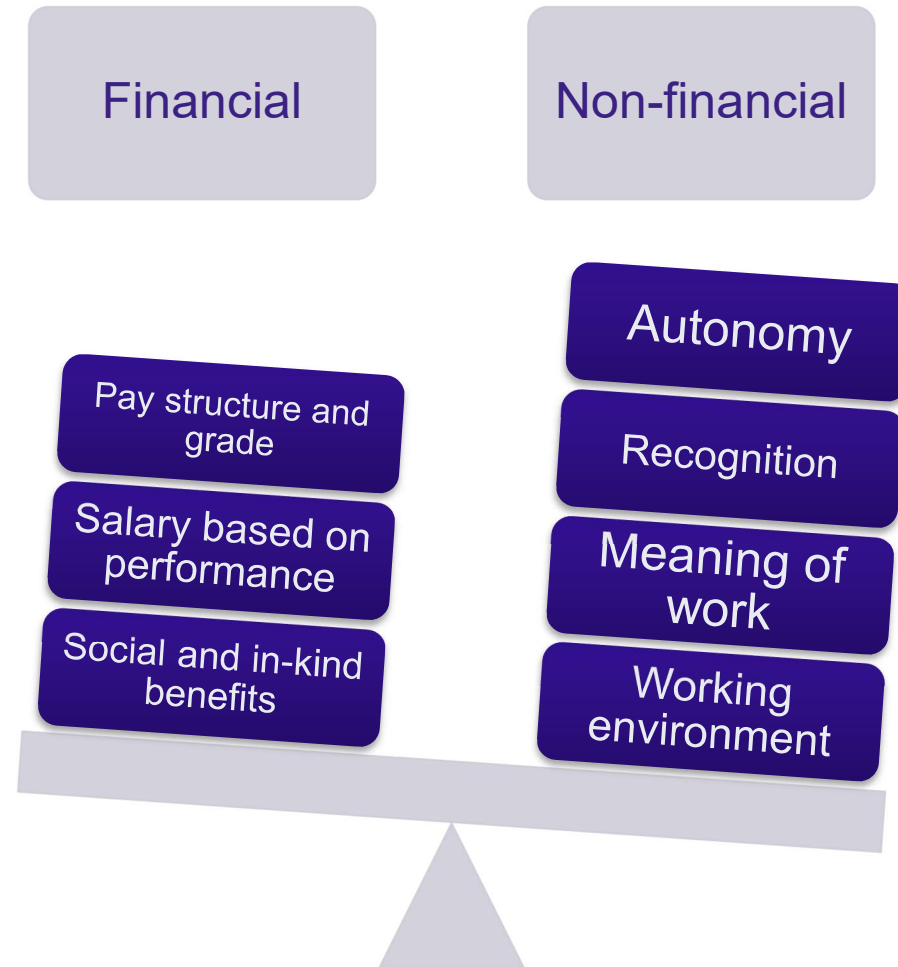 Financial
Non-financial
Pay structure and
grade
Salary based on
performance
Social and in-kind
benefits
Autonomy
Recognition
Meaning of
work
Working
environment